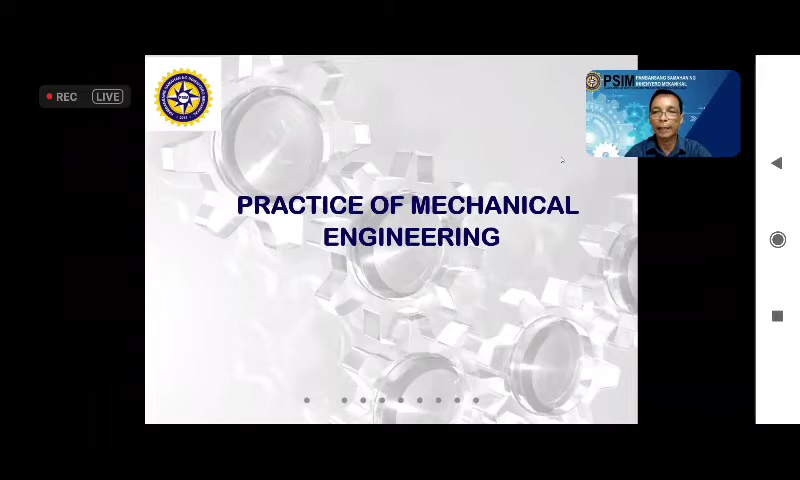 REC
LIVE
PSIM
PAMBANSANG SAMAHAN NG
INHENYERO MEKANIKAL
PRACTICE OF MECHANICAL
ENGINEERING